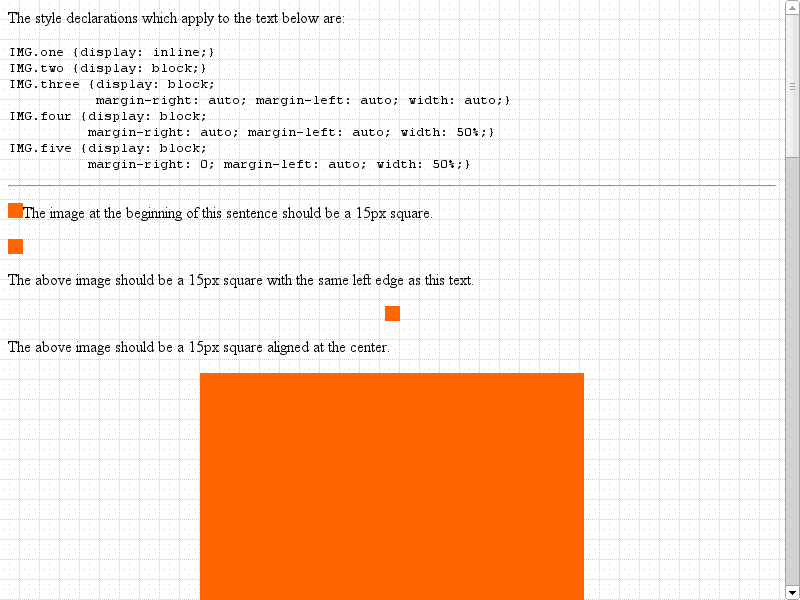 The style declarations which apply to the text below are:
IMG.one {display: inline;}
IMG.two {display: block;}
IMG.three {display: block;
margin-right: auto; margin-left: auto; width: auto;}
IMG.four {display: block;
margin-right: auto; margin-left: auto; width: 50%;}
IMG.five {display: block;
margin-right: 0; margin-left: auto; width: 50%;}
The image at the beginning of this sentence should be a 15px square.
The above image should be a 15px square with the same left edge as this text.
The above image should be a 15px square aligned at the center.